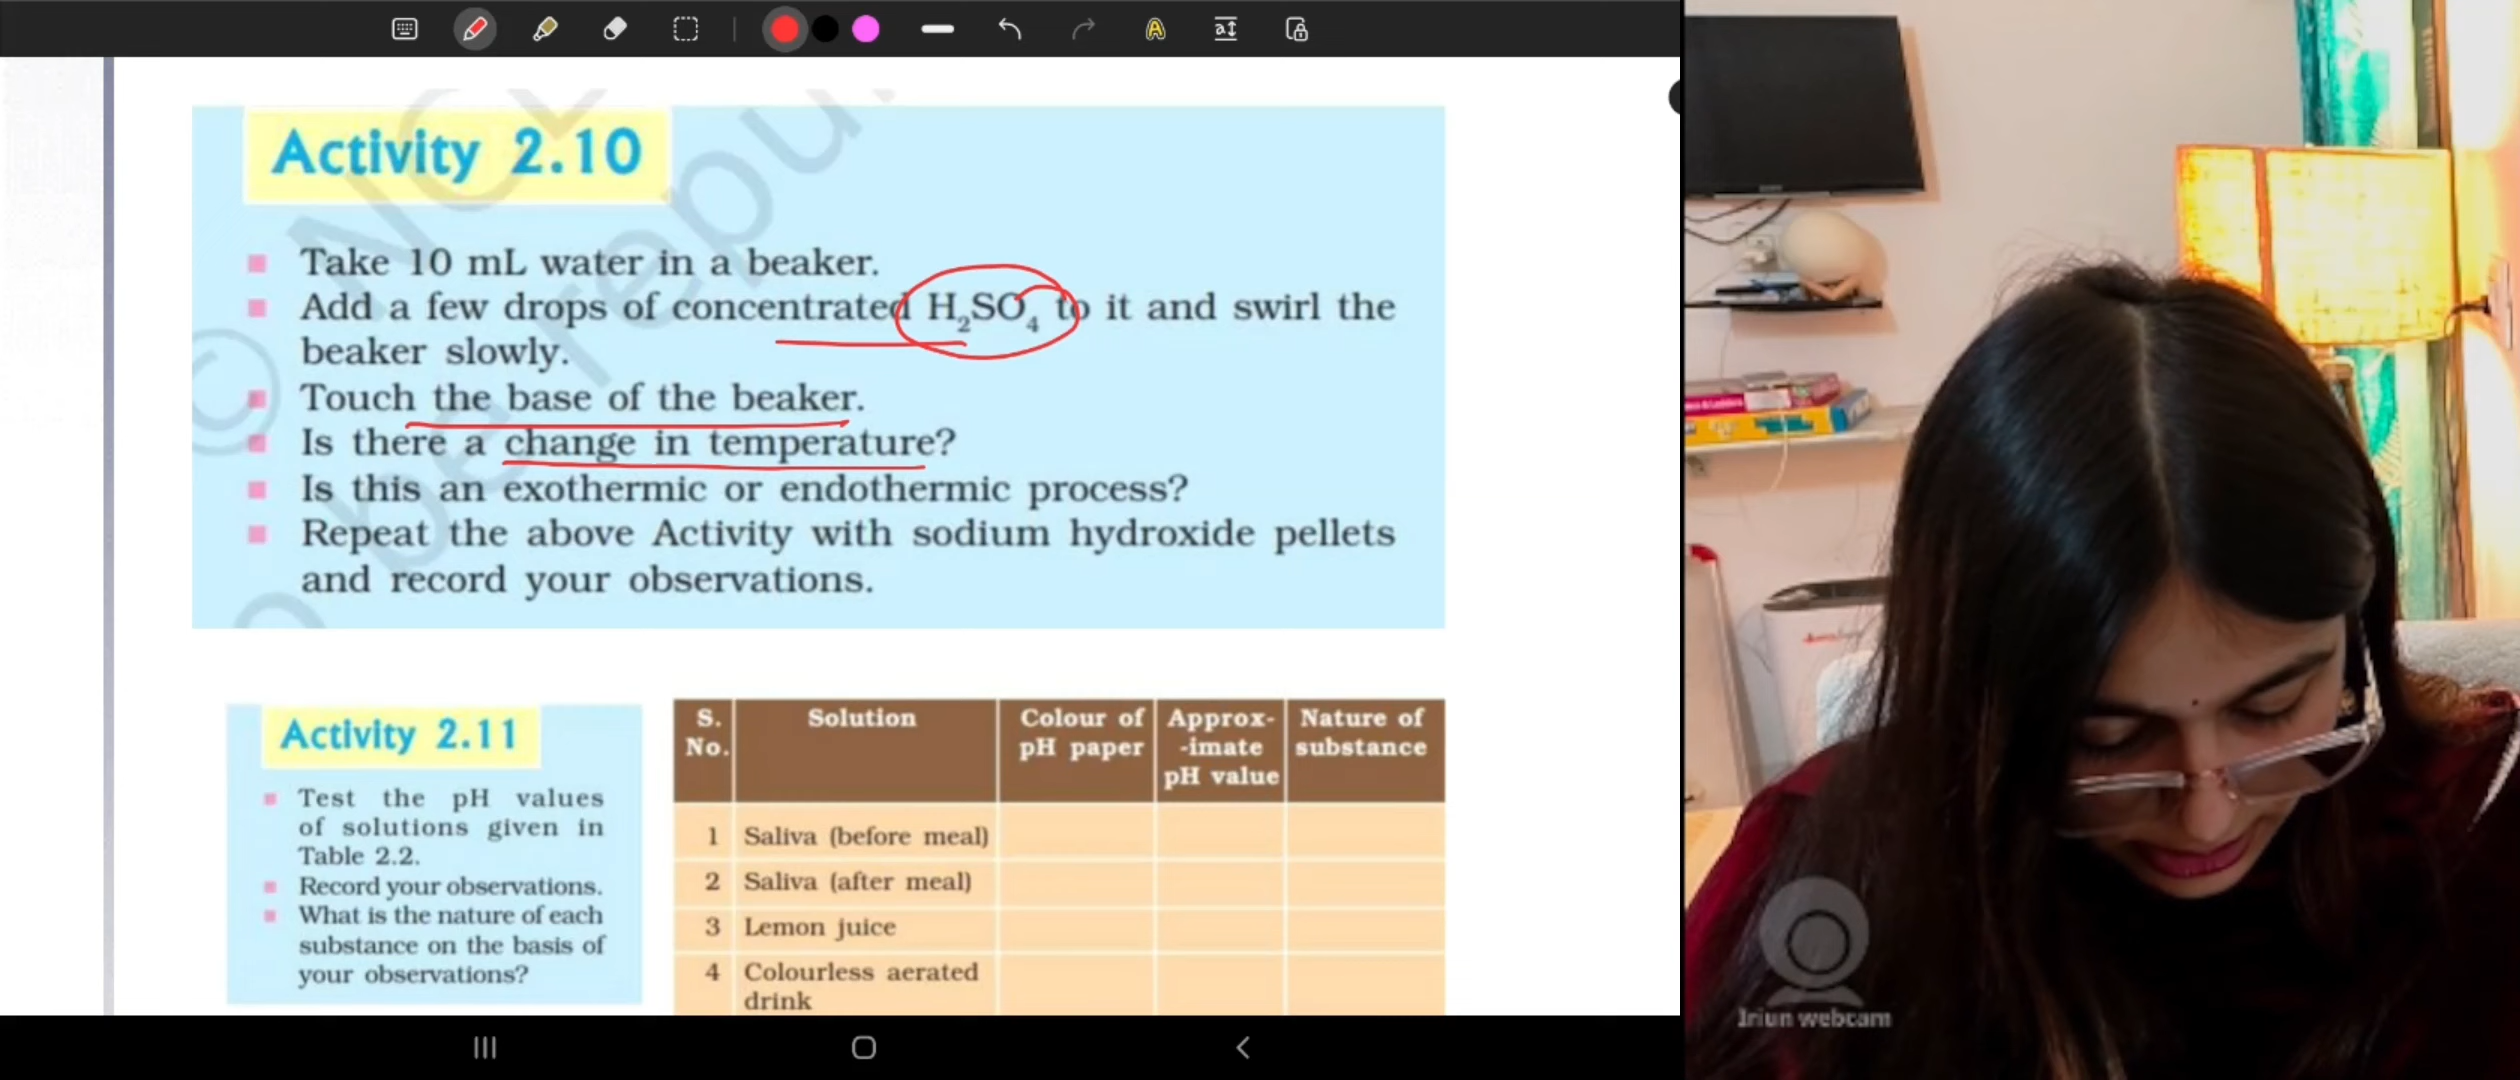 Activity 2.10
Take 10 mL water in a beaker.
Add a few drops of concentrated H₂SO₄ to it and swirl the
beaker slowly.
Touch the base of the beaker.
Is there a change in temperature?
Is this an exothermic or endothermic process?
Repeat the above Activity with sodium hydroxide pellets
and record your observations.
Activity 2.11
Test the pH values
of solutions given in
Table 2.2.
Record your observations.
What is the nature of each
substance on the basis of
your observations?
S. No. Solution Colour of pH paper Approx- -imate pH value Nature of substance
1 Saliva (before meal)
2 Saliva (after meal)
3 Lemon juice
4 Colourless aerated
drink
Iriun webcam